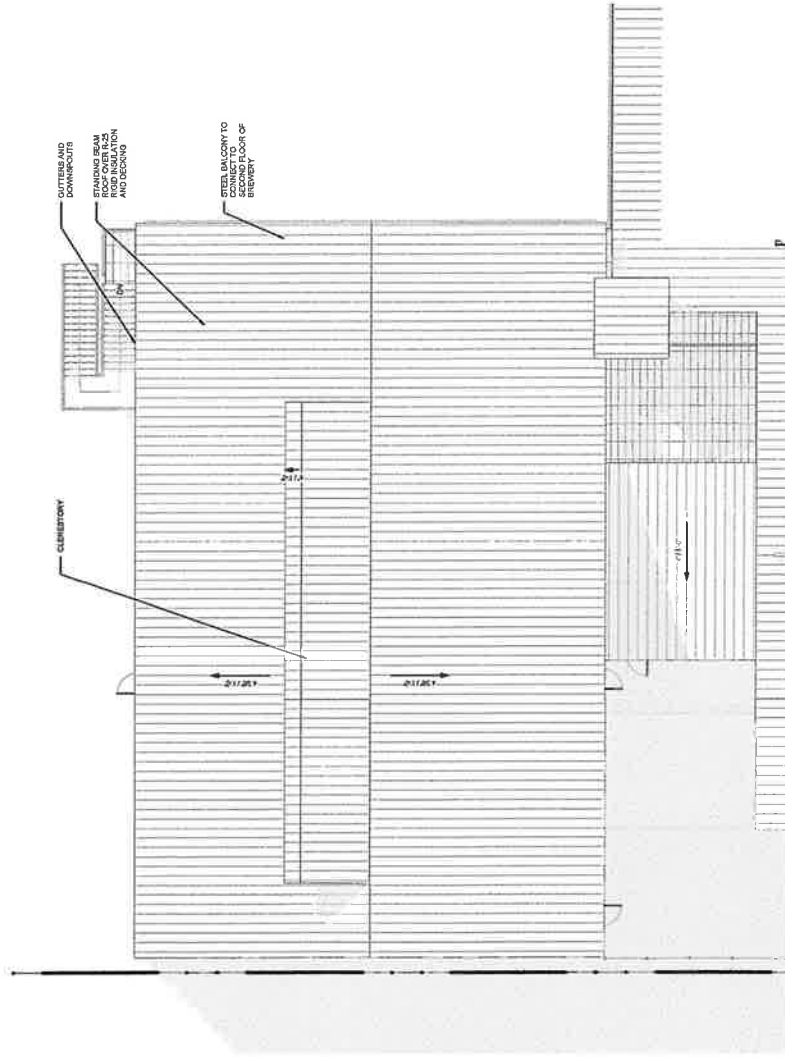 GUTTERS AND
DOWNSPOUTS
STANDING SEAM
ROOF OVER R-25
RIGID INSULATION
AND DECKING
STEEL BALCONY TO
CONNECT TO
SECOND FLOOR OF
BREWERY
CLERESTORY
DN